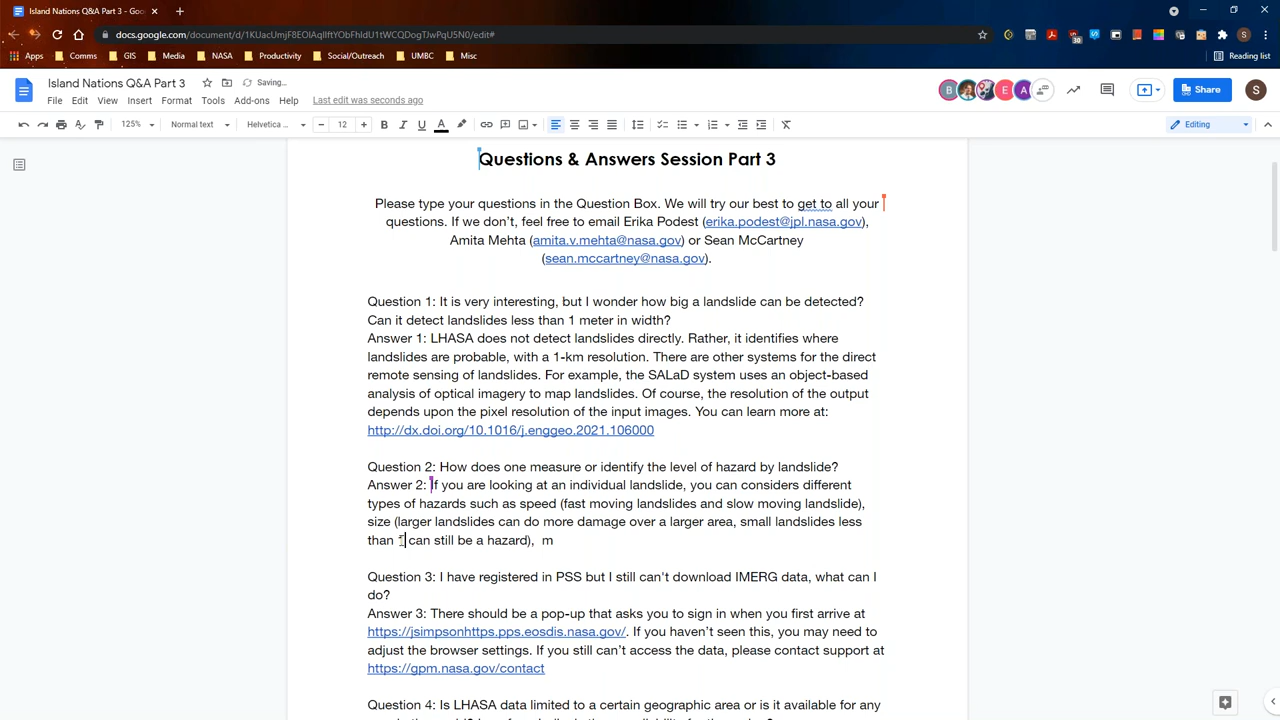 Island Nations Q&A Part 3 - Goo
docs.google.com/document/d/1KUacUmjF8EOlAqIIftYObFhldU1tWCQDogTJwPqU5N0/edit#
Apps Comms GIS Media NASA Productivity Social/Outreach UMBC Misc Reading list
Island Nations Q&A Part 3 Saving…
File Edit View Insert Format Tools Add-ons Help Last edit was seconds ago
B E A Share S
125% Normal text Helvetica ... 12 B I U A Editing
Questions & Answers Session Part 3
Please type your questions in the Question Box. We will try our best to get to all your
questions. If we don’t, feel free to email Erika Podest (erika.podest@jpl.nasa.gov),
Amita Mehta (amita.v.mehta@nasa.gov) or Sean McCartney
(sean.mccartney@nasa.gov).
Question 1: It is very interesting, but I wonder how big a landslide can be detected?
Can it detect landslides less than 1 meter in width?
Answer 1: LHASA does not detect landslides directly. Rather, it identifies where
landslides are probable, with a 1-km resolution. There are other systems for the direct
remote sensing of landslides. For example, the SALaD system uses an object-based
analysis of optical imagery to map landslides. Of course, the resolution of the output
depends upon the pixel resolution of the input images. You can learn more at:
http://dx.doi.org/10.1016/j.enggeo.2021.106000
Question 2: How does one measure or identify the level of hazard by landslide?
Answer 2: If you are looking at an individual landslide, you can considers different
types of hazards such as speed (fast moving landslides and slow moving landslide),
size (larger landslides can do more damage over a larger area, small landslides less
than can still be a hazard), m
Question 3: I have registered in PSS but I still can't download IMERG data, what can I
do?
Answer 3: There should be a pop-up that asks you to sign in when you first arrive at
https://jsimpsonhttps.pps.eosdis.nasa.gov/. If you haven’t seen this, you may need to
adjust the browser settings. If you still can’t access the data, please contact support at
https://gpm.nasa.gov/contact
Question 4: Is LHASA data limited to a certain geographic area or is it available for any